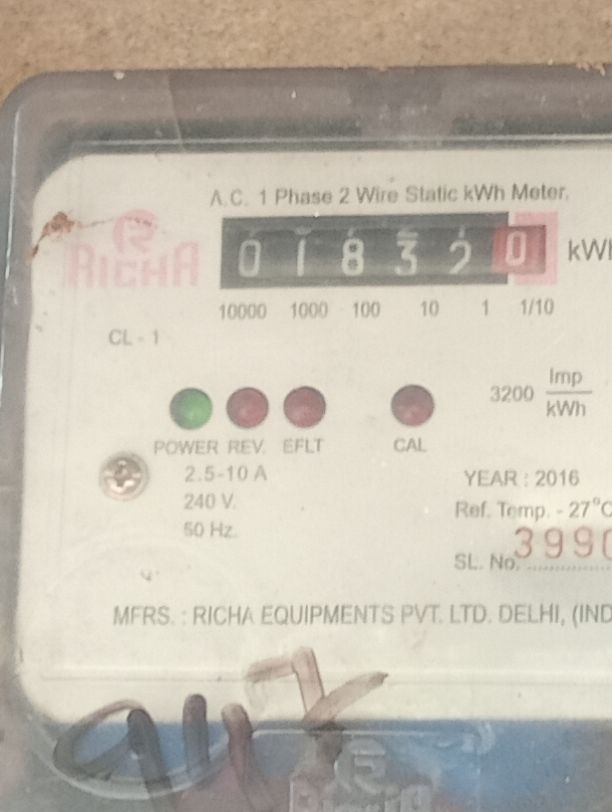 A.C. 1 Phase 2 Wire Static kWh Meter.
RICHA
0 1 8 3 2 0
10000 1000 100 10 1 1/10
CL - 1
3200 Imp/kWh
POWER REV. EFLT CAL
2.5-10 A
240 V.
50 Hz.
YEAR : 2016
Ref. Temp. - 27°C
SL. No. 3990
MFRS. : RICHA EQUIPMENTS PVT. LTD. DELHI, (IND